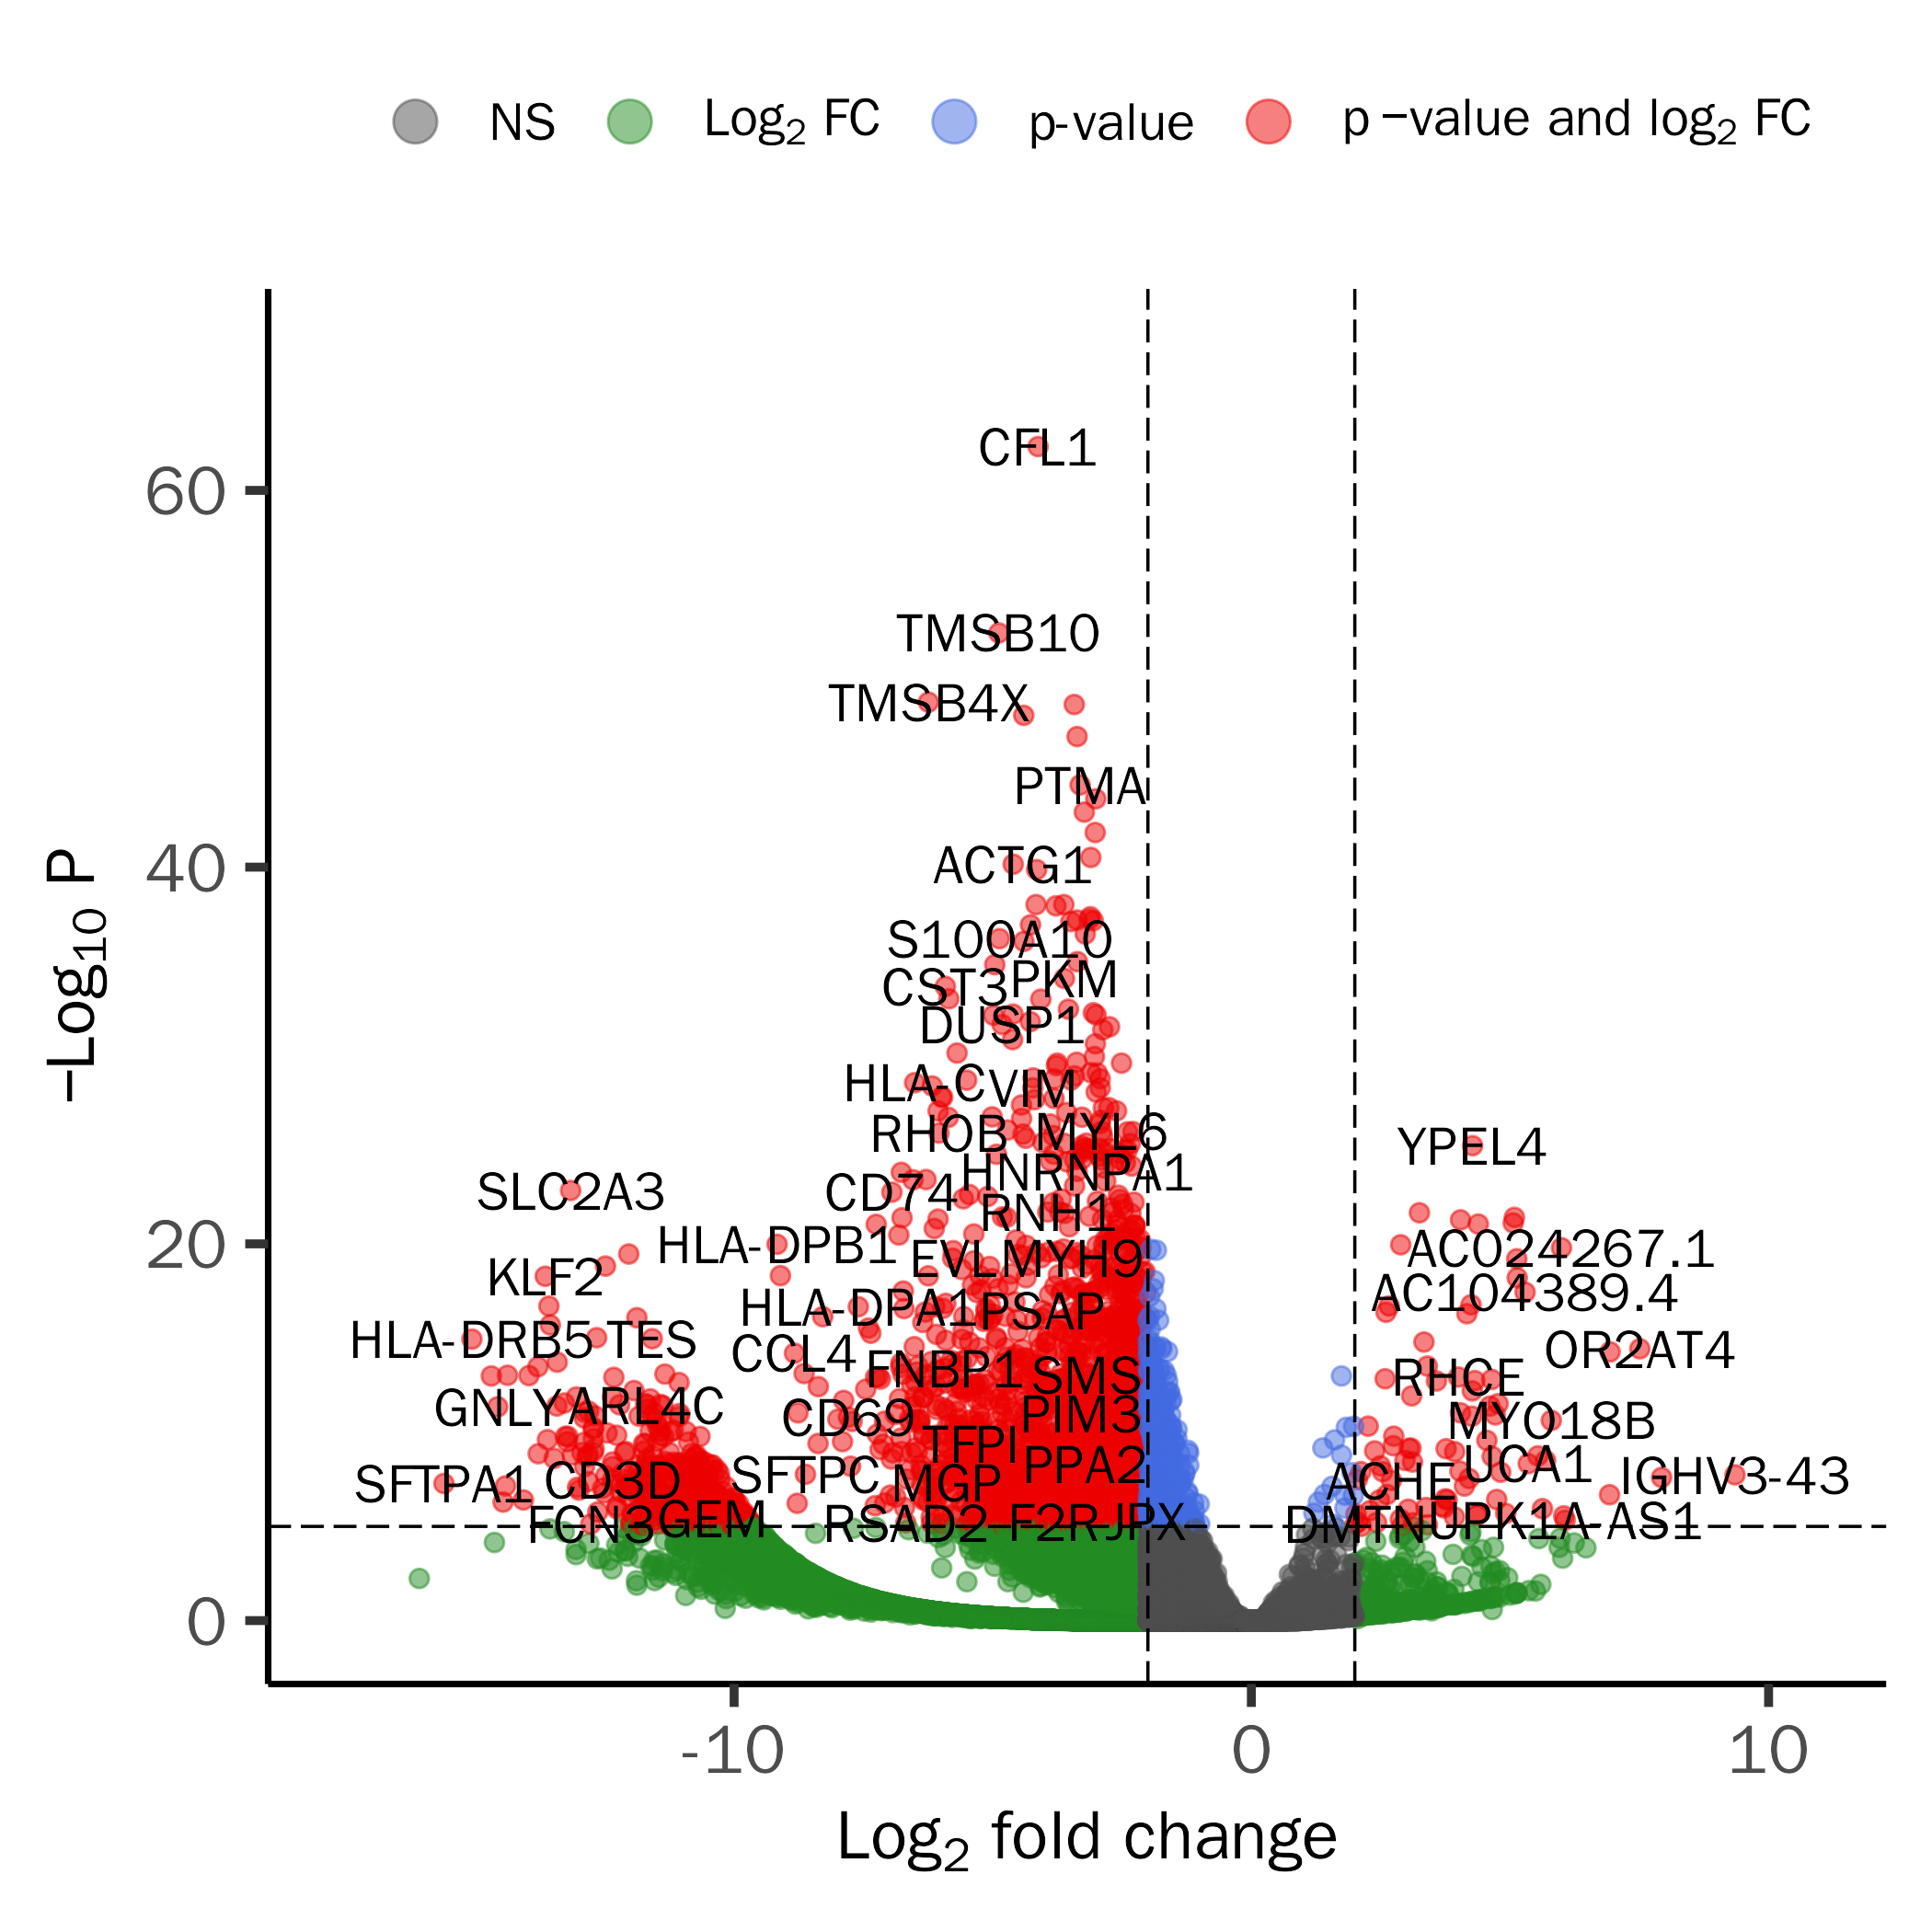 NS Log2 FC p-value p −value and log2 FC
CFL1
60
TMSB10
TMSB4X
PTMA
40
ACTG1
S100A10
PKM
CST3
DUSP1
HLA-C VIM
RHOB MYL6
YPEL4
HNRNPA1
SLC2A3 CD74
RNH1
20
HLA-DPB1 EVL MYH9 AC024267.1
KLF2
AC104389.4
HLA-DPA1 PSAP
HLA-DRB5 TES CCL4 OR2AT4
FNBP1 SMS RHCE
GNLY ARL4C CD69 PIM3 MYO18B
TFPI PPA2 UCA1
SFTPA1 CD3D SFTPC MGP ACHE IGHV3-43
FCN3 GEM RSAD2 F2R JPX DMTN UPK1A-AS1
0
-10 0 10
Log2 fold change
−Log10 P